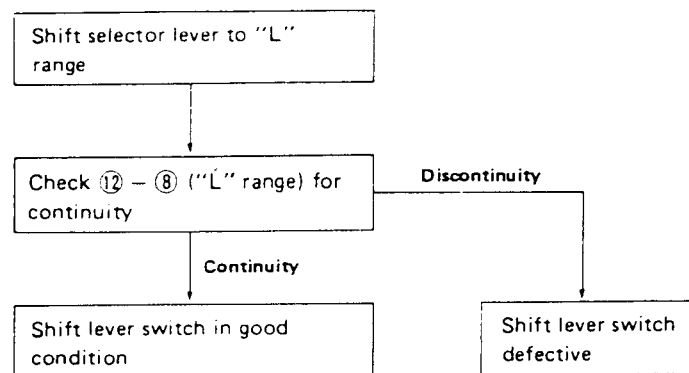 Shift selector lever to “L”
range
Check ⑫ – ⑧ (“L” range) for
continuity
Discontinuity
Continuity
Shift lever switch in good
condition
Shift lever switch
defective